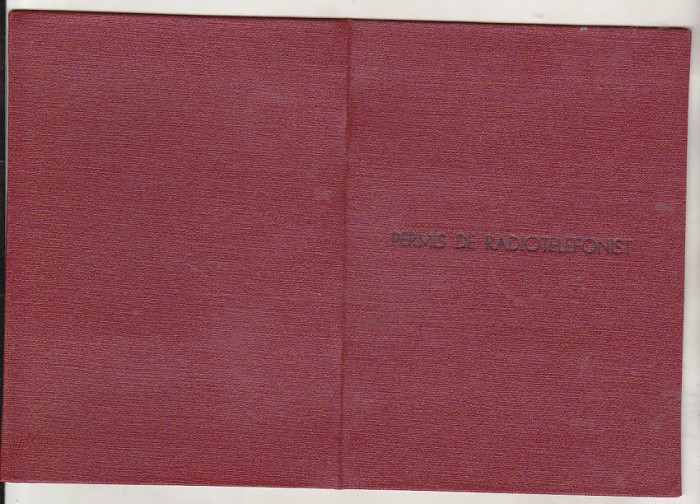 PERMIS DE RADIOTELEFONIST